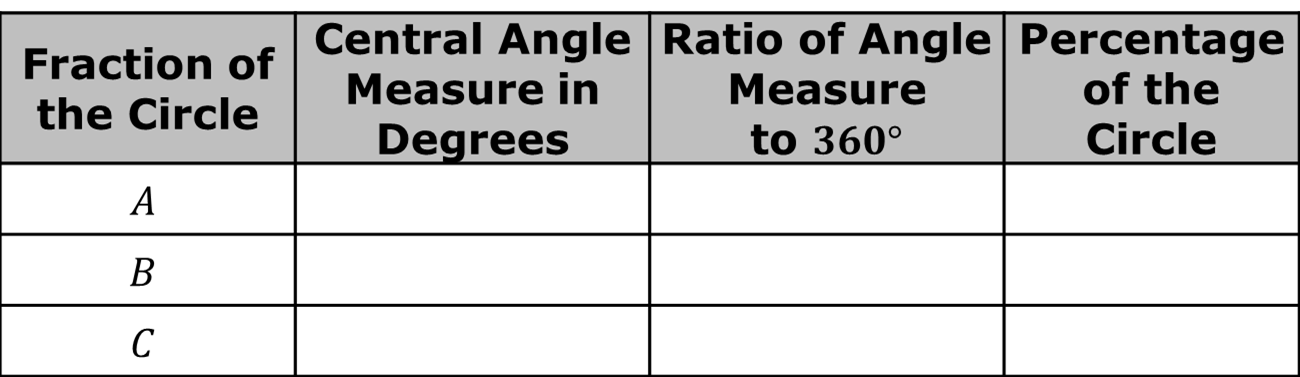 Fraction of
the Circle
Central Angle
Measure in
Degrees
Ratio of Angle
Measure
to 360°
Percentage
of the
Circle
A
B
C